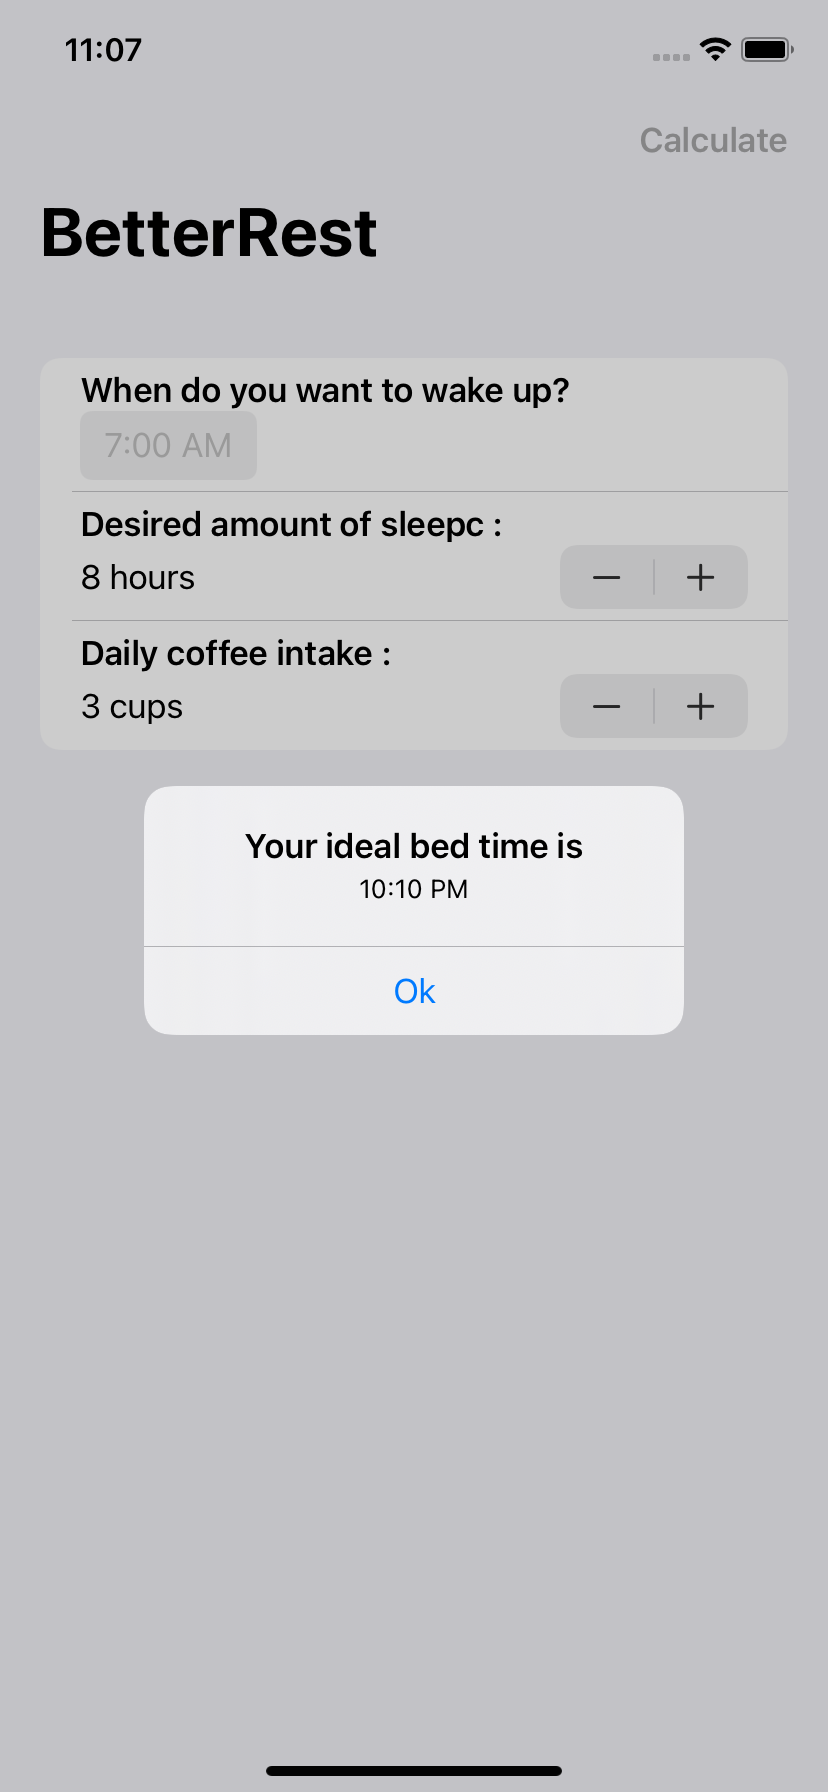 11:07
Calculate
BetterRest
When do you want to wake up?
7:00 AM
Desired amount of sleepc :
8 hours
Daily coffee intake :
3 cups
Your ideal bed time is
10:10 PM
Ok